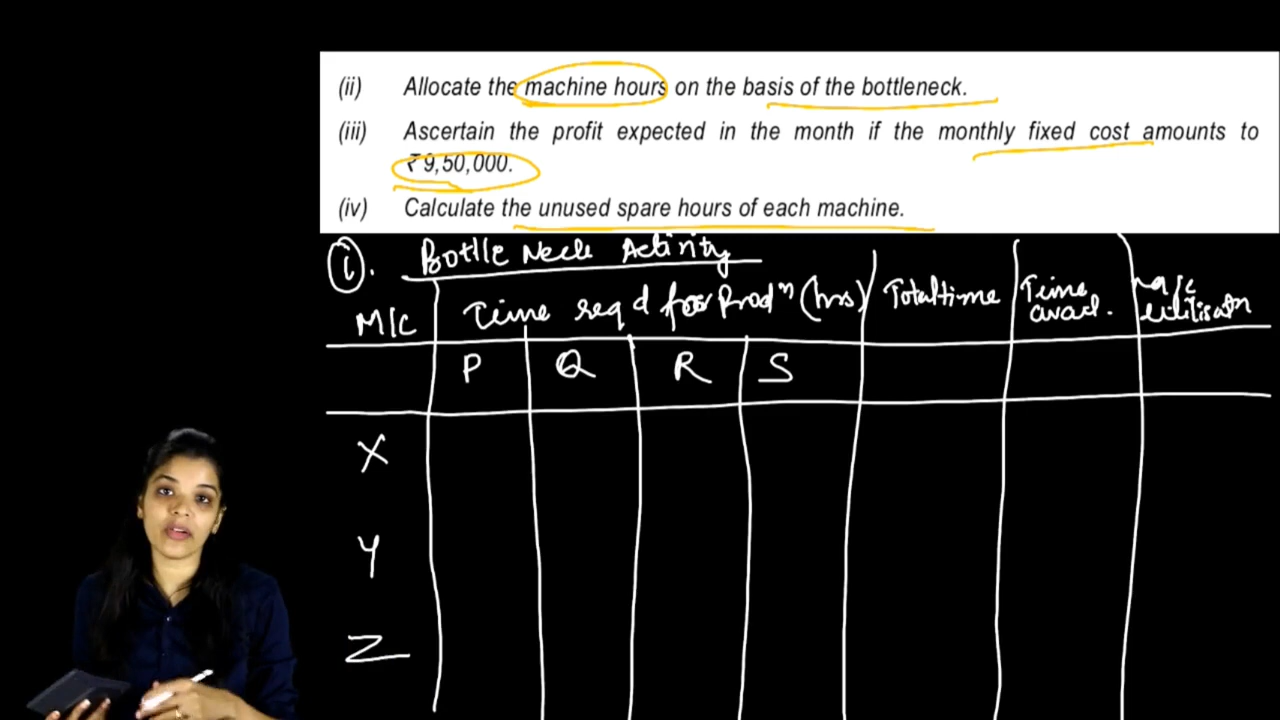 (ii) Allocate the machine hours on the basis of the bottleneck.
(iii) Ascertain the profit expected in the month if the monthly fixed cost amounts to
₹9,50,000.
(iv) Calculate the unused spare hours of each machine.
(i). Bottle Neck Activity
M/C Time reqd for Prodⁿ (hrs) Total time Time avail. M/C utilisatn
P Q R S
X
Y
Z